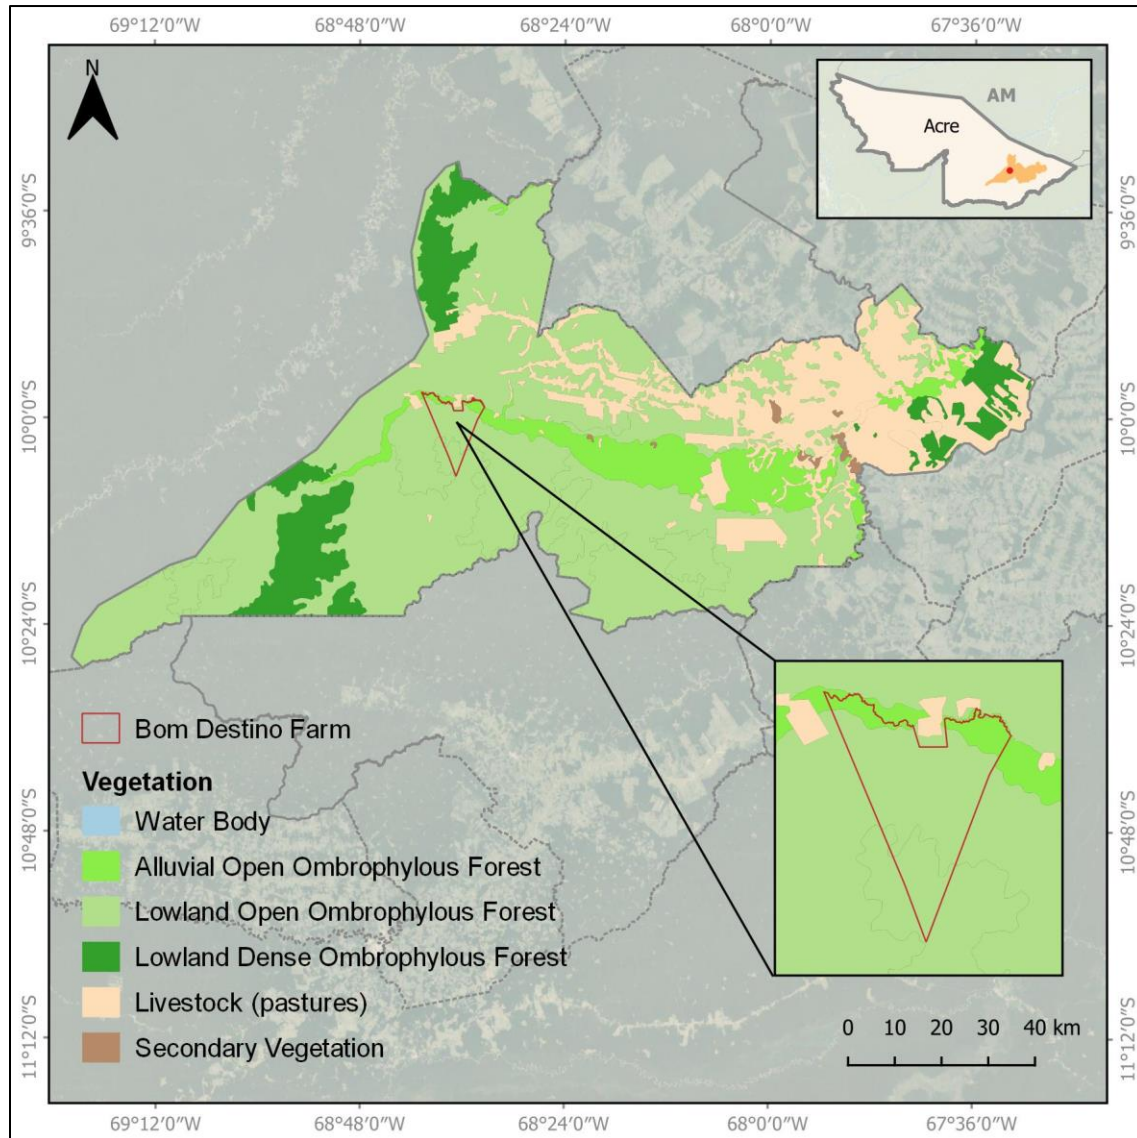 69°12′0″W 68°48′0″W 68°24′0″W 68°0′0″W 67°36′0″W
N
AM
Acre
9°36′0″S 9°36′0″S
10°0′0″S 10°0′0″S
10°24′0″S 10°24′0″S
Bom Destino Farm
Vegetation
Water Body
10°48′0″S 10°48′0″S
Alluvial Open Ombrophylous Forest
Lowland Open Ombrophylous Forest
Lowland Dense Ombrophylous Forest
Livestock (pastures)
Secondary Vegetation
0 10 20 30 40 km
11°12′0″S 11°12′0″S
69°12′0″W 68°48′0″W 68°24′0″W 68°0′0″W 67°36′0″W